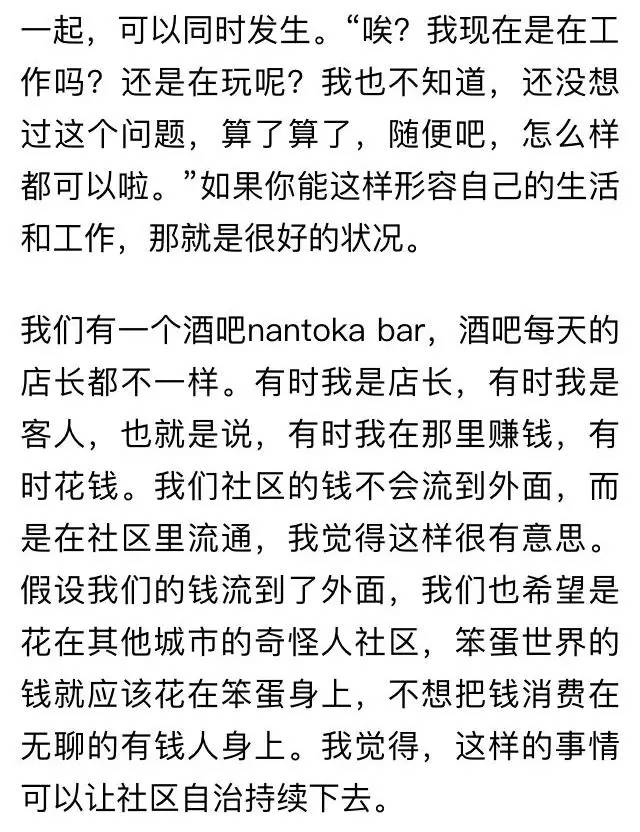 一起，可以同时发生。“唉？我现在是在工
作吗？还是在玩呢？我也不知道，还没想
过这个问题，算了算了，随便吧，怎么样
都可以啦。”如果你能这样形容自己的生活
和工作，那就是很好的状况。
我们有一个酒吧nantoka bar，酒吧每天的
店长都不一样。有时我是店长，有时我是
客人，也就是说，有时我在那里赚钱，有
时花钱。我们社区的钱不会流到外面，而
是在社区里流通，我觉得这样很有意思。
假设我们的钱流到了外面，我们也希望是
花在其他城市的奇怪人社区，笨蛋世界的
钱就应该花在笨蛋身上，不想把钱消费在
无聊的有钱人身上。我觉得，这样的事情
可以让社区自治持续下去。